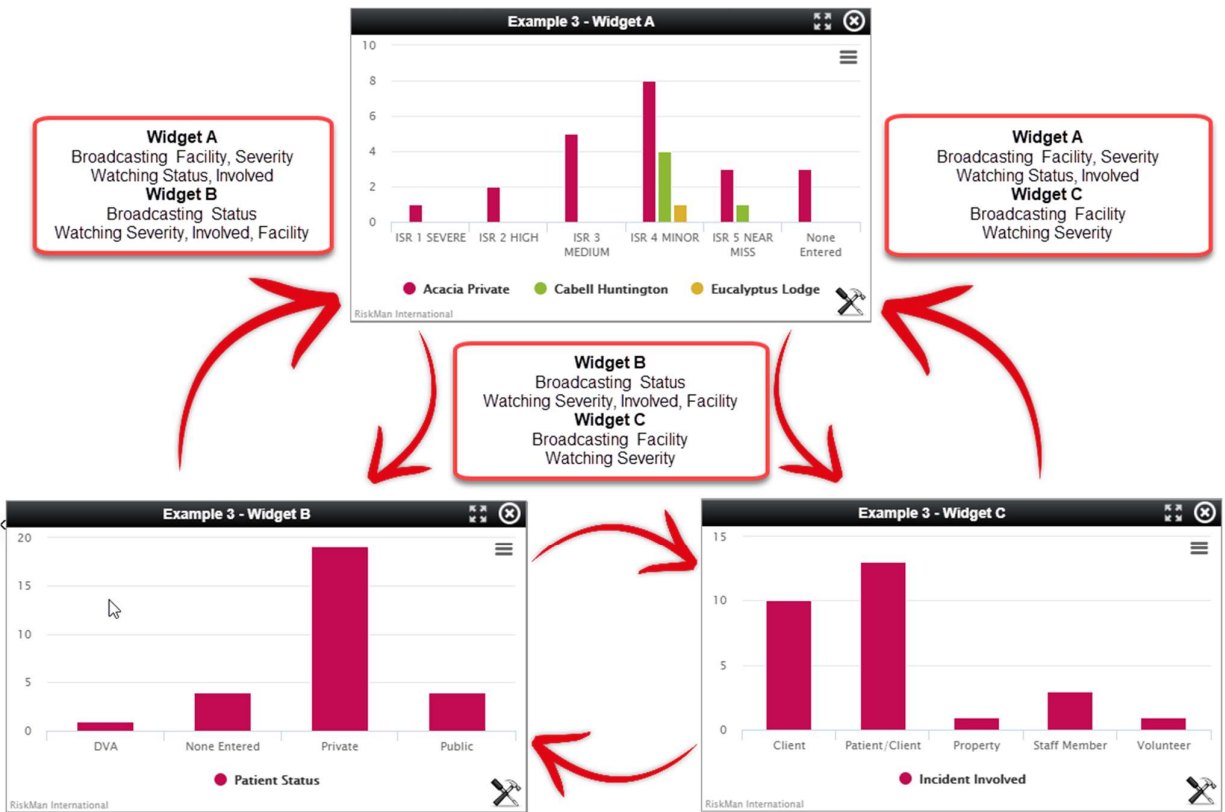 Example 3 - Widget A
10
8
6
4
2
0
ISR 1 SEVERE
ISR 2 HIGH
ISR 3
MEDIUM
ISR 4 MINOR
ISR 5 NEAR
MISS
None
Entered
Acacia Private
Cabell Huntington
Eucalyptus Lodge
RiskMan International
Widget A
Broadcasting Facility, Severity
Watching Status, Involved
Widget B
Broadcasting Status
Watching Severity, Involved, Facility
Widget A
Broadcasting Facility, Severity
Watching Status, Involved
Widget C
Broadcasting Facility
Watching Severity
Widget B
Broadcasting Status
Watching Severity, Involved, Facility
Widget C
Broadcasting Facility
Watching Severity
Example 3 - Widget B
20
15
10
5
0
DVA
None Entered
Private
Public
Patient Status
RiskMan International
Example 3 - Widget C
15
10
5
0
Client
Patient/Client
Property
Staff Member
Volunteer
Incident Involved
RiskMan International